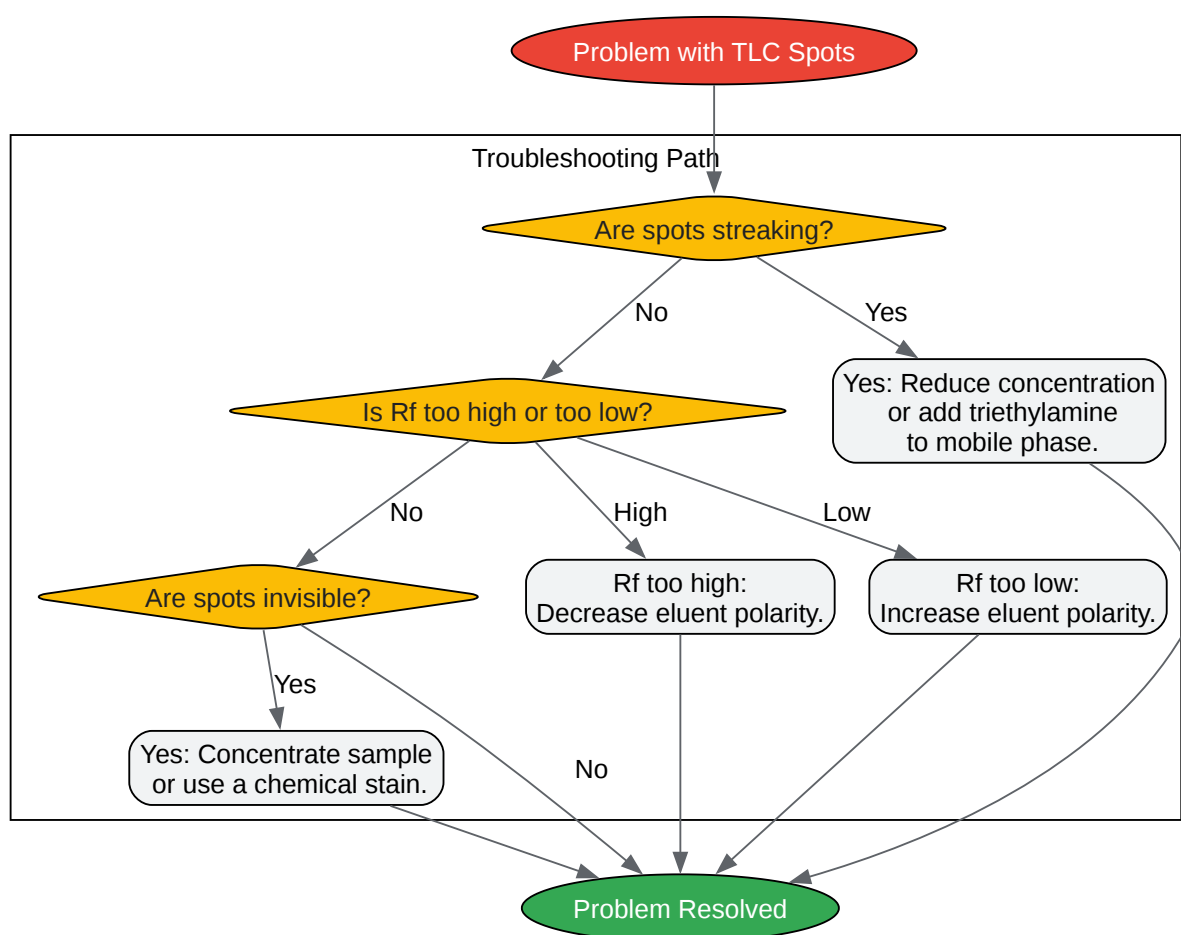 Problem with TLC Spots
Troubleshooting Path
Are spots streaking?
No
Yes
Yes: Reduce concentration
or add triethylamine
to mobile phase.
Is Rf too high or too low?
No
High
Low
Are spots invisible?
Rf too high:
Decrease eluent polarity.
Rf too low:
Increase eluent polarity.
Yes
Yes: Concentrate sample
or use a chemical stain.
No
Problem Resolved